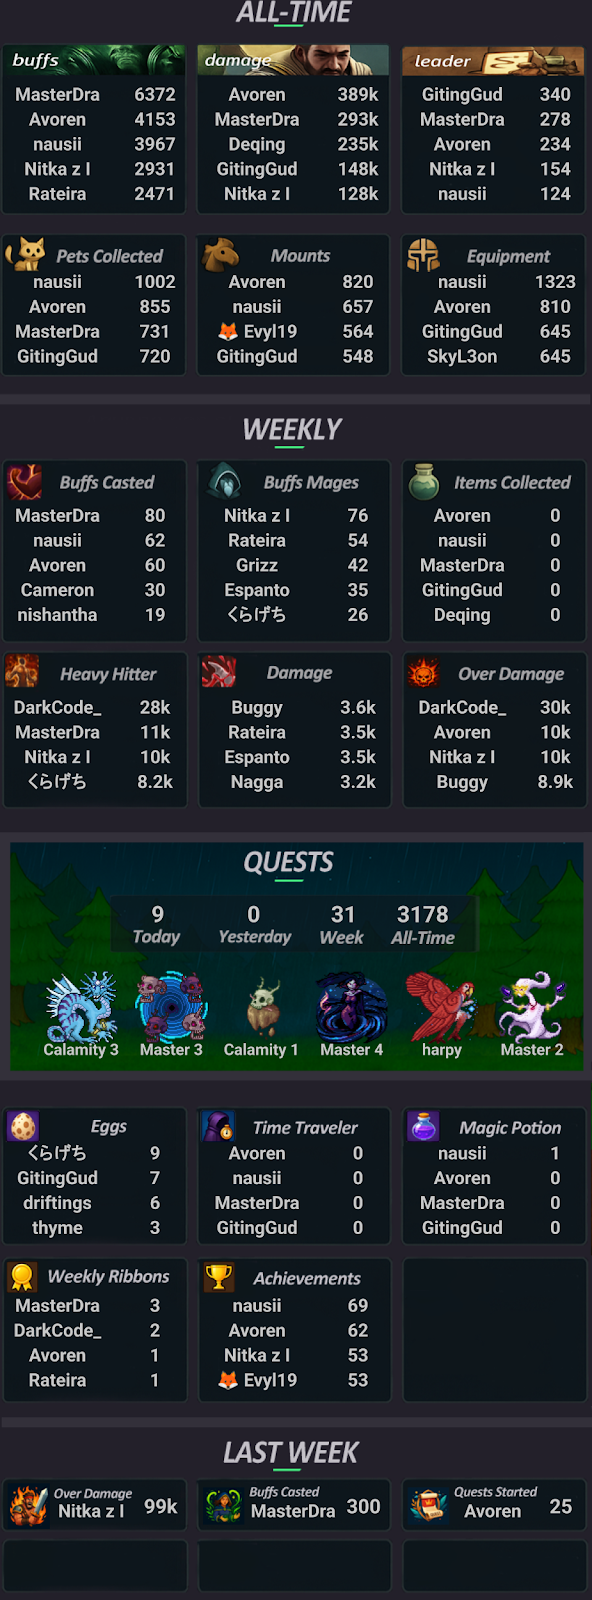 ALL-TIME
buffs
MasterDra 6372
Avoren 4153
nausii 3967
Nitka z l 2931
Rateira 2471
damage
Avoren 389k
MasterDra 293k
Deqing 235k
GitingGud 148k
Nitka z l 128k
leader
GitingGud 340
MasterDra 278
Avoren 234
Nitka z l 154
nausii 124
Pets Collected
nausii 1002
Avoren 855
MasterDra 731
GitingGud 720
Mounts
Avoren 820
nausii 657
🦊 Evyl19 564
GitingGud 548
Equipment
nausii 1323
Avoren 810
GitingGud 645
SkyL3on 645
WEEKLY
Buffs Casted
MasterDra 80
nausii 62
Avoren 60
Cameron 30
nishantha 19
Buffs Mages
Nitka z l 76
Rateira 54
Grizz 42
Espanto 35
くらげち 26
Items Collected
Avoren 0
nausii 0
MasterDra 0
GitingGud 0
Deqing 0
Heavy Hitter
DarkCode_ 28k
MasterDra 11k
Nitka z l 10k
くらげち 8.2k
Damage
Buggy 3.6k
Rateira 3.5k
Espanto 3.5k
Nagga 3.2k
Over Damage
DarkCode_ 30k
Avoren 10k
Nitka z l 10k
Buggy 8.9k
QUESTS
9 0 31 3178
Today Yesterday Week All-Time
Calamity 3 Master 3 Calamity 1 Master 4 harpy Master 2
Eggs
くらげち 9
GitingGud 7
driftings 6
thyme 3
Time Traveler
Avoren 0
nausii 0
MasterDra 0
GitingGud 0
Magic Potion
nausii 1
Avoren 0
MasterDra 0
GitingGud 0
Weekly Ribbons
MasterDra 3
DarkCode_ 2
Avoren 1
Rateira 1
Achievements
nausii 69
Avoren 62
Nitka z l 53
🦊 Evyl19 53
LAST WEEK
Over Damage
Nitka z l 99k
Buffs Casted
MasterDra 300
Quests Started
Avoren 25